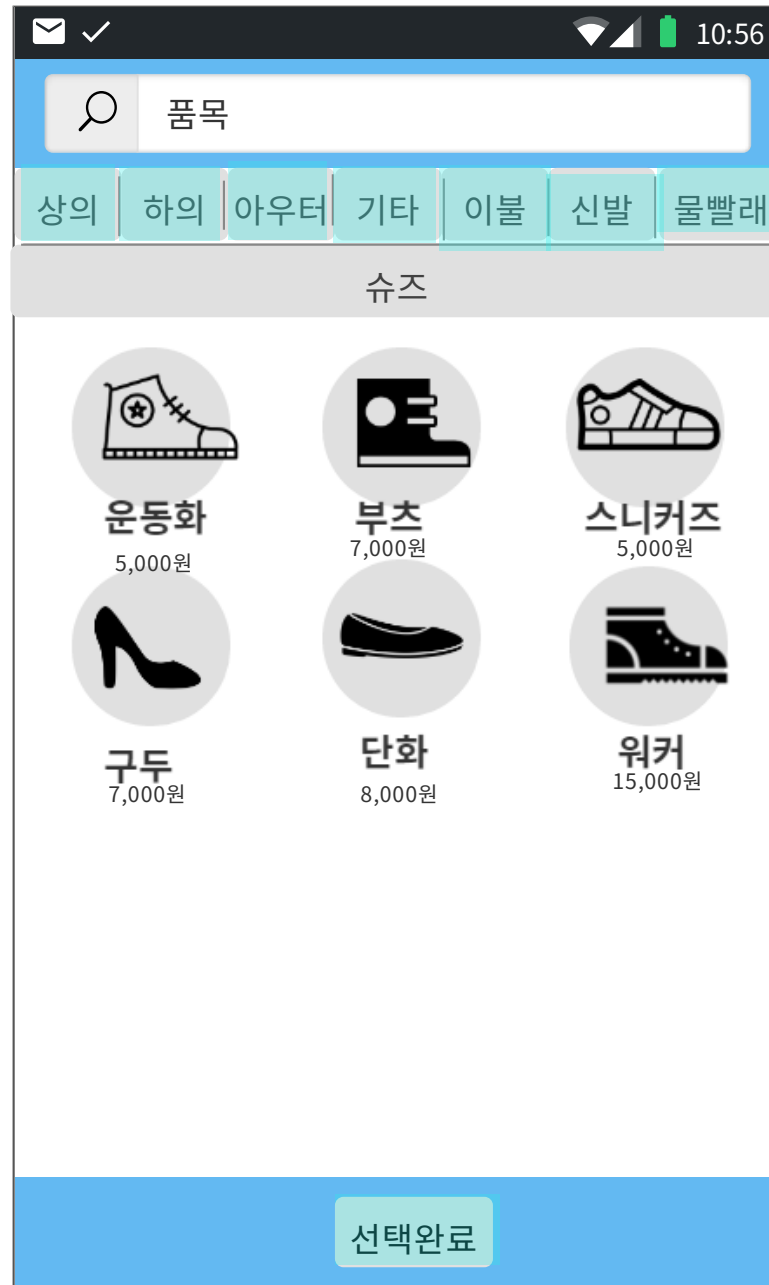 10:56
품목
상의 하의 아우터 기타 이불 신발 물빨래
슈즈
운동화 부츠 스니커즈
5,000원 7,000원 5,000원
구두 단화 워커
7,000원 8,000원 15,000원
선택완료